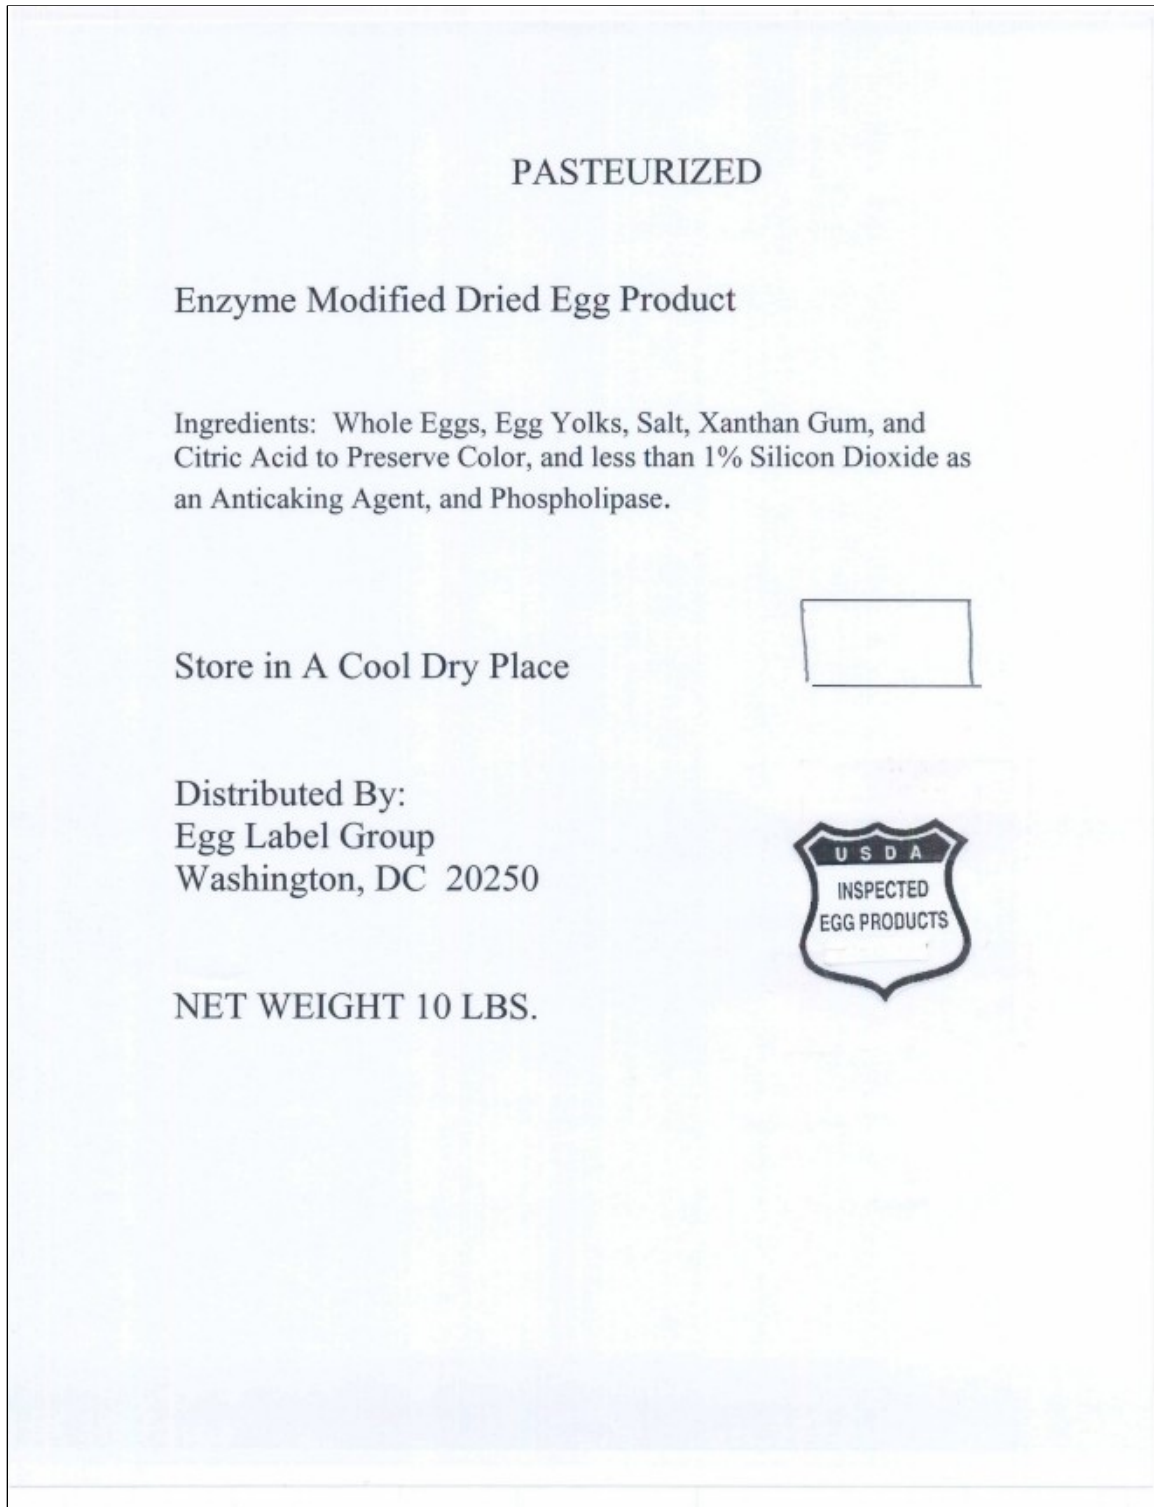 PASTEURIZED
Enzyme Modified Dried Egg Product
Ingredients:  Whole Eggs, Egg Yolks, Salt, Xanthan Gum, and
Citric Acid to Preserve Color, and less than 1% Silicon Dioxide as
an Anticaking Agent, and Phospholipase.
Store in A Cool Dry Place
Distributed By:
Egg Label Group
Washington, DC  20250
USDA
INSPECTED
EGG PRODUCTS
NET WEIGHT 10 LBS.